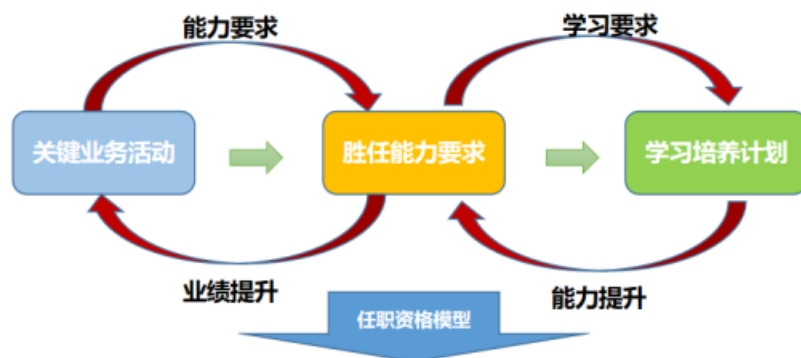 能力要求
学习要求
关键业务活动
胜任能力要求
学习培养计划
业绩提升
能力提升
任职资格模型